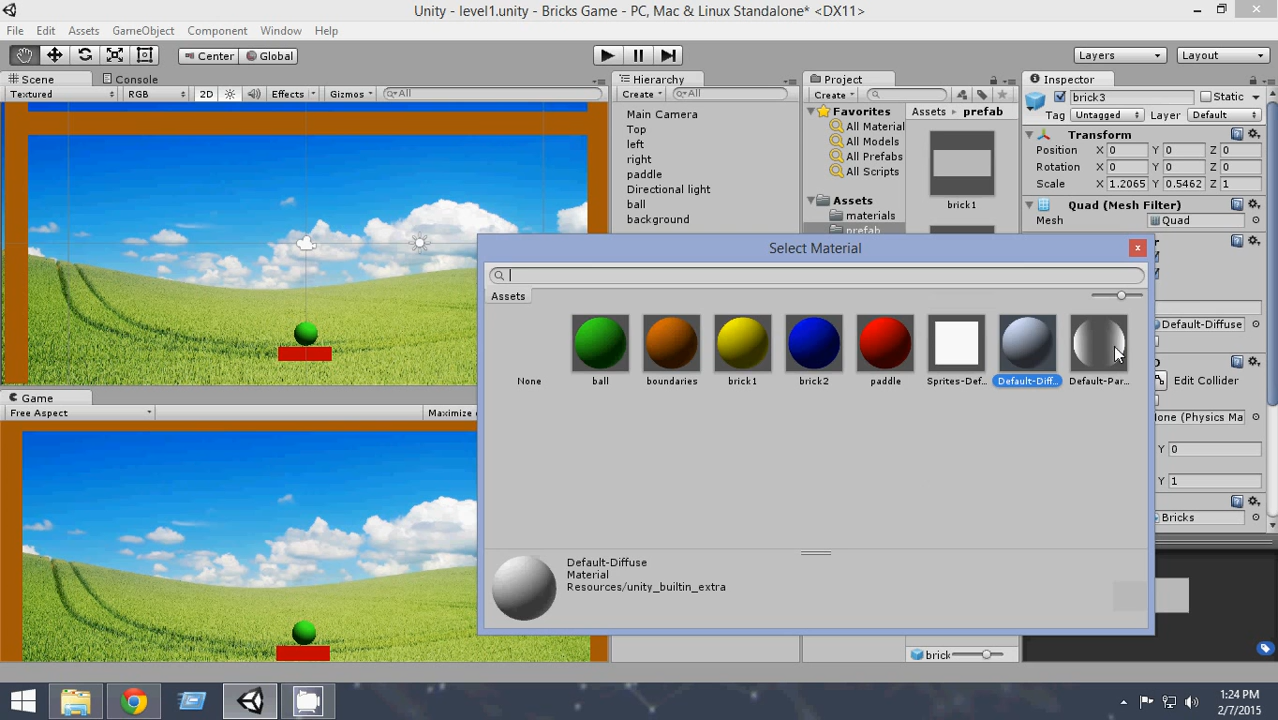 Unity - level1.unity - Bricks Game - PC, Mac & Linux Standalone* <DX11>
File Edit Assets GameObject Component Window Help
Center Global Layers Layout
Scene Console
Textured RGB 2D Effects Gizmos All
Hierarchy
Create All
Main Camera
Top
left
right
paddle
Directional light
ball
background
Project
Create
Favorites
All Material
All Models
All Prefabs
All Scripts
Assets
materials
prefab
Assets prefab
brick1
brick
Inspector
brick3 Static
Tag Untagged Layer Default
Transform
Position X 0 Y 0 Z 0
Rotation X 0 Y 0 Z 0
Scale X 1.2065 Y 0.5462 Z 1
Quad (Mesh Filter)
Mesh Quad
Default-Diffuse
Edit Collider
None (Physics Ma
Y 0
Y 1
Bricks
Select Material
x
Assets
None ball boundaries brick1 brick2 paddle Sprites-Def... Default-Diff... Default-Par...
Default-Diffuse
Material
Resources/unity_builtin_extra
Game
Free Aspect Maximize
1:24 PM
2/7/2015